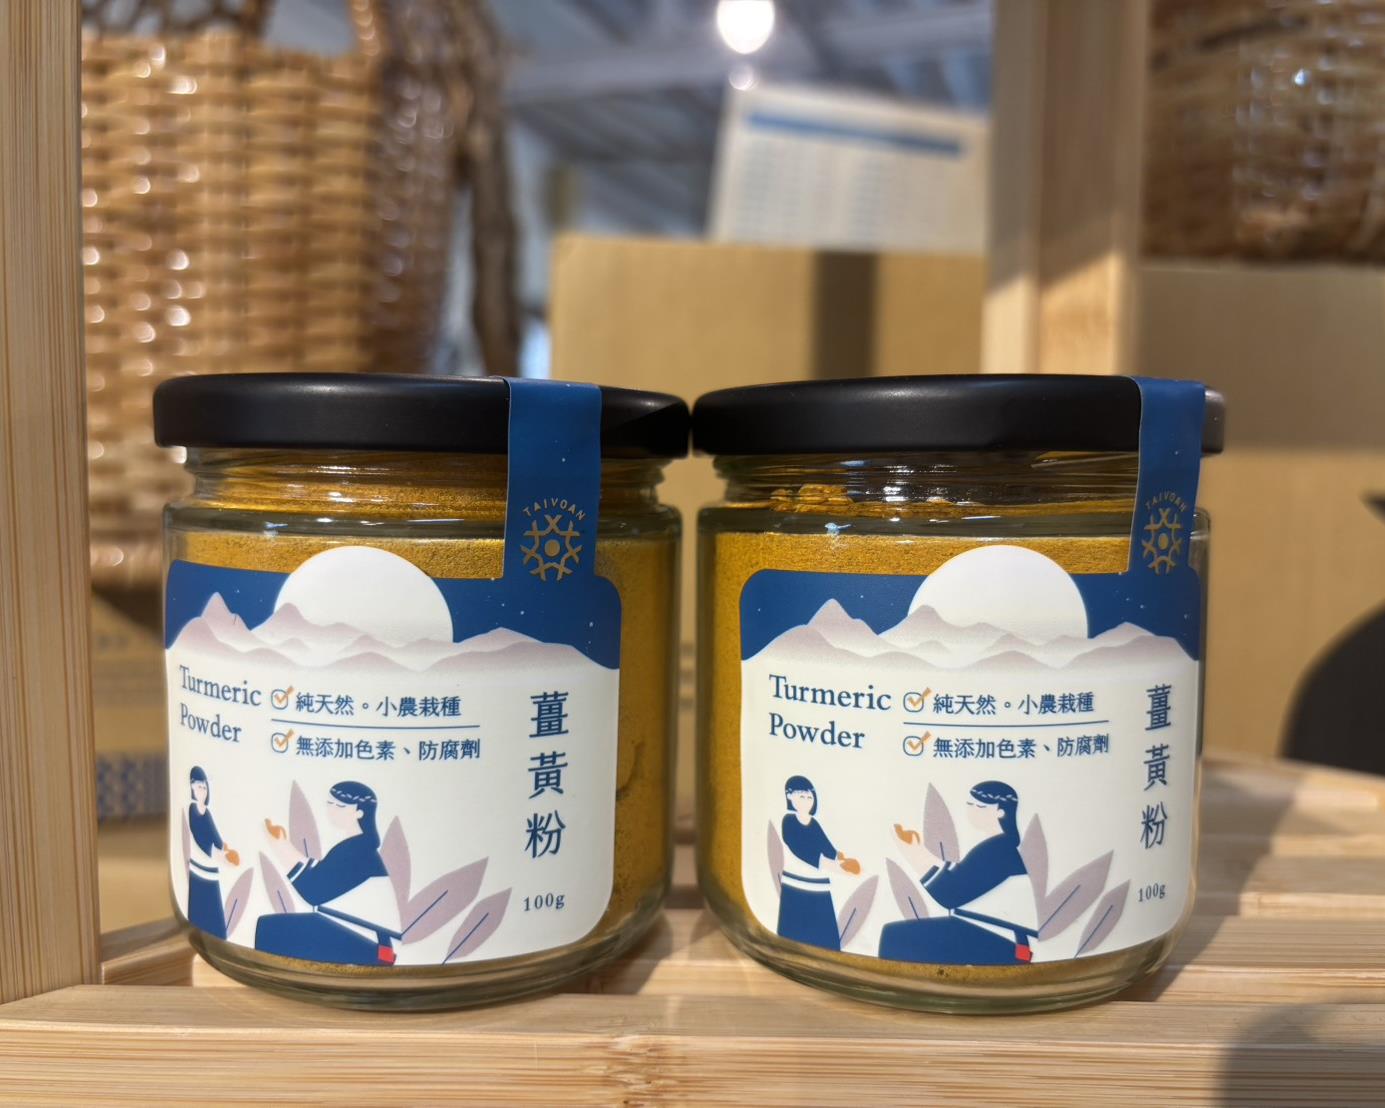 TAIVOAN
Turmeric
Powder
純天然。小農栽種
無添加色素、防腐劑
薑黃粉
100g
TAIVOAN
Turmeric
Powder
純天然。小農栽種
無添加色素、防腐劑
薑黃粉
100g